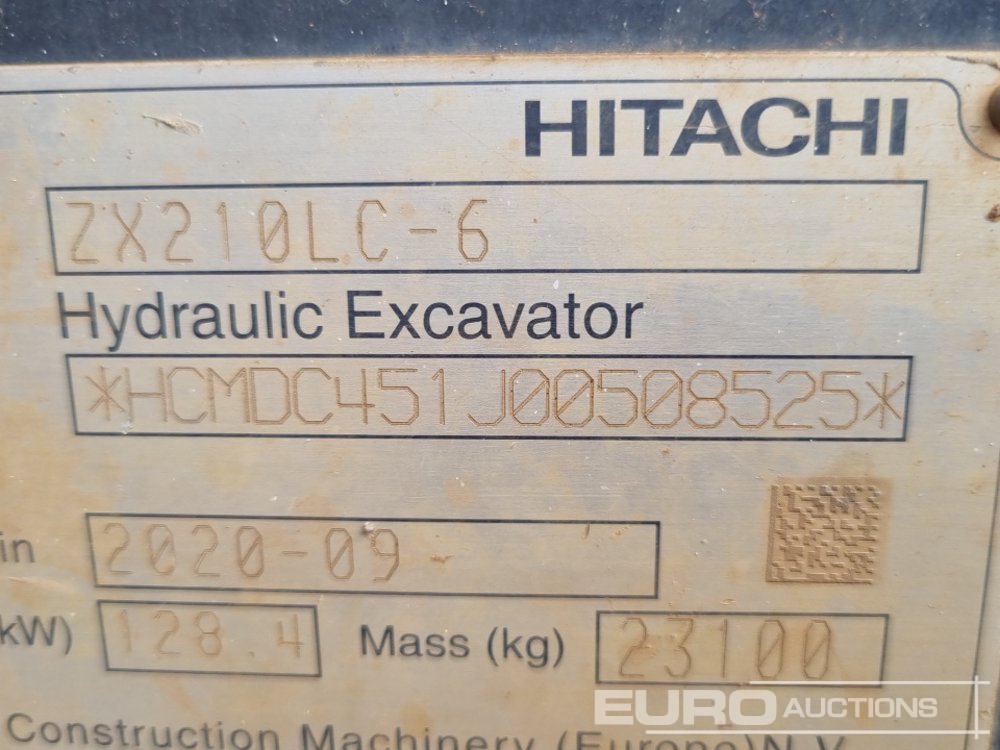 HITACHI
ZX210LC-6
Hydraulic Excavator
*HCMDC451J00508525*
in 2020-09
kW) 128.4 Mass (kg) 23100
Construction Machinery (Europe) N.V.
EURO AUCTIONS